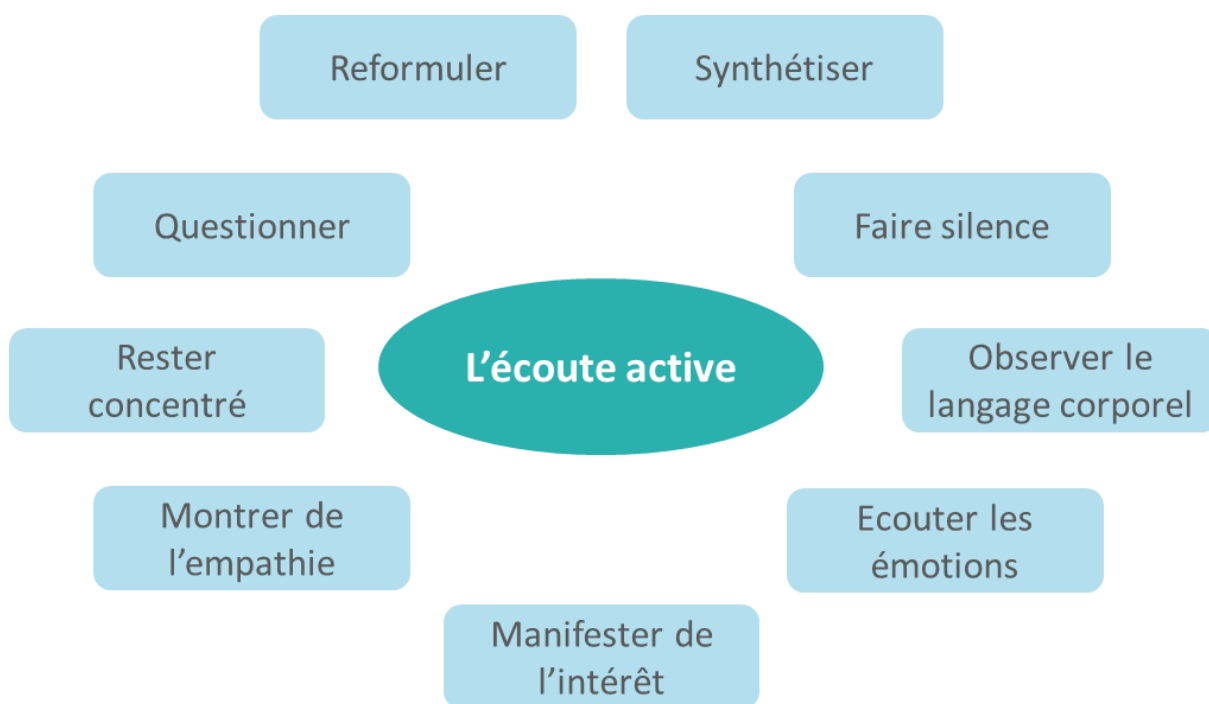 Reformuler
Synthétiser
Questionner
Faire silence
L’écoute active
Rester
concentré
Observer le
langage corporel
Montrer de
l’empathie
Ecouter les
émotions
Manifester de
l’intérêt